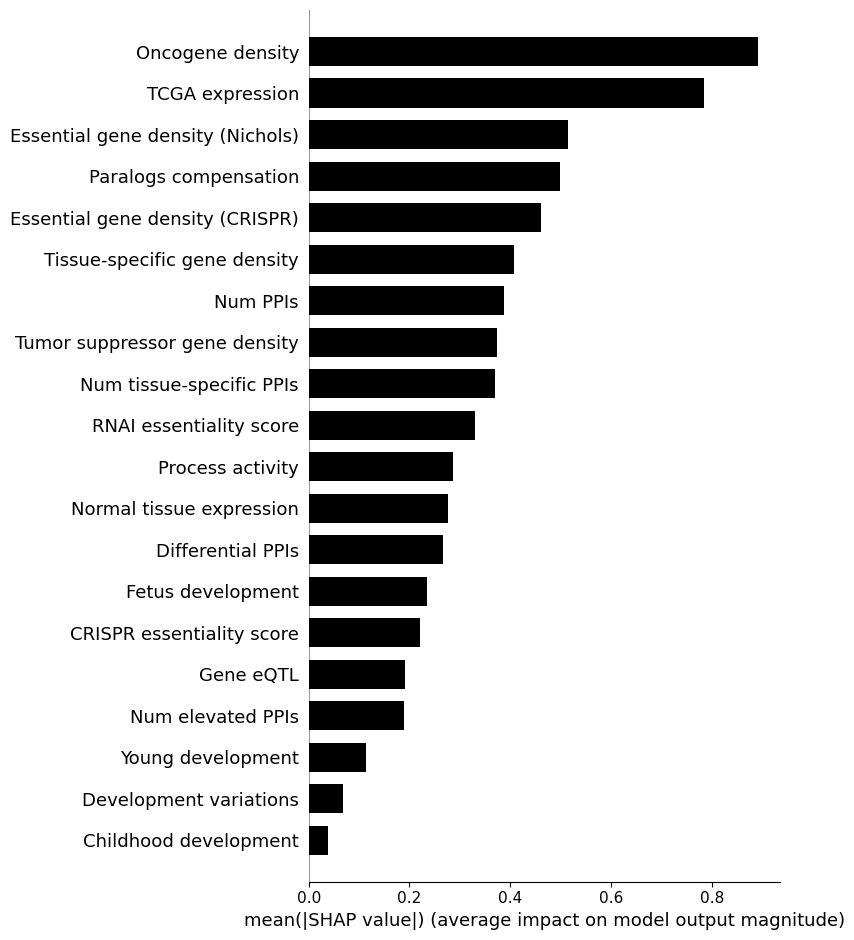 Oncogene density
TCGA expression
Essential gene density (Nichols)
Paralogs compensation
Essential gene density (CRISPR)
Tissue-specific gene density
Num PPIs
Tumor suppressor gene density
Num tissue-specific PPIs
RNAI essentiality score
Process activity
Normal tissue expression
Differential PPIs
Fetus development
CRISPR essentiality score
Gene eQTL
Num elevated PPIs
Young development
Development variations
Childhood development
0.0 0.2 0.4 0.6 0.8
mean(|SHAP value|) (average impact on model output magnitude)